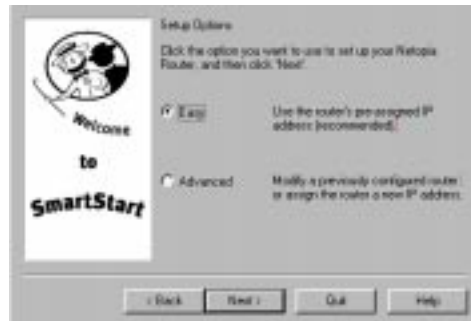 Welcome
to
SmartStart
Setup Options
Click the option you want to use to set up your Netopia
Router, and then click 'Next'.
Easy
Use the router's pre-assigned IP
address (recommended).
Advanced
Modify a previously configured router;
or assign the router a new IP address.
< Back
Next >
Quit
Help